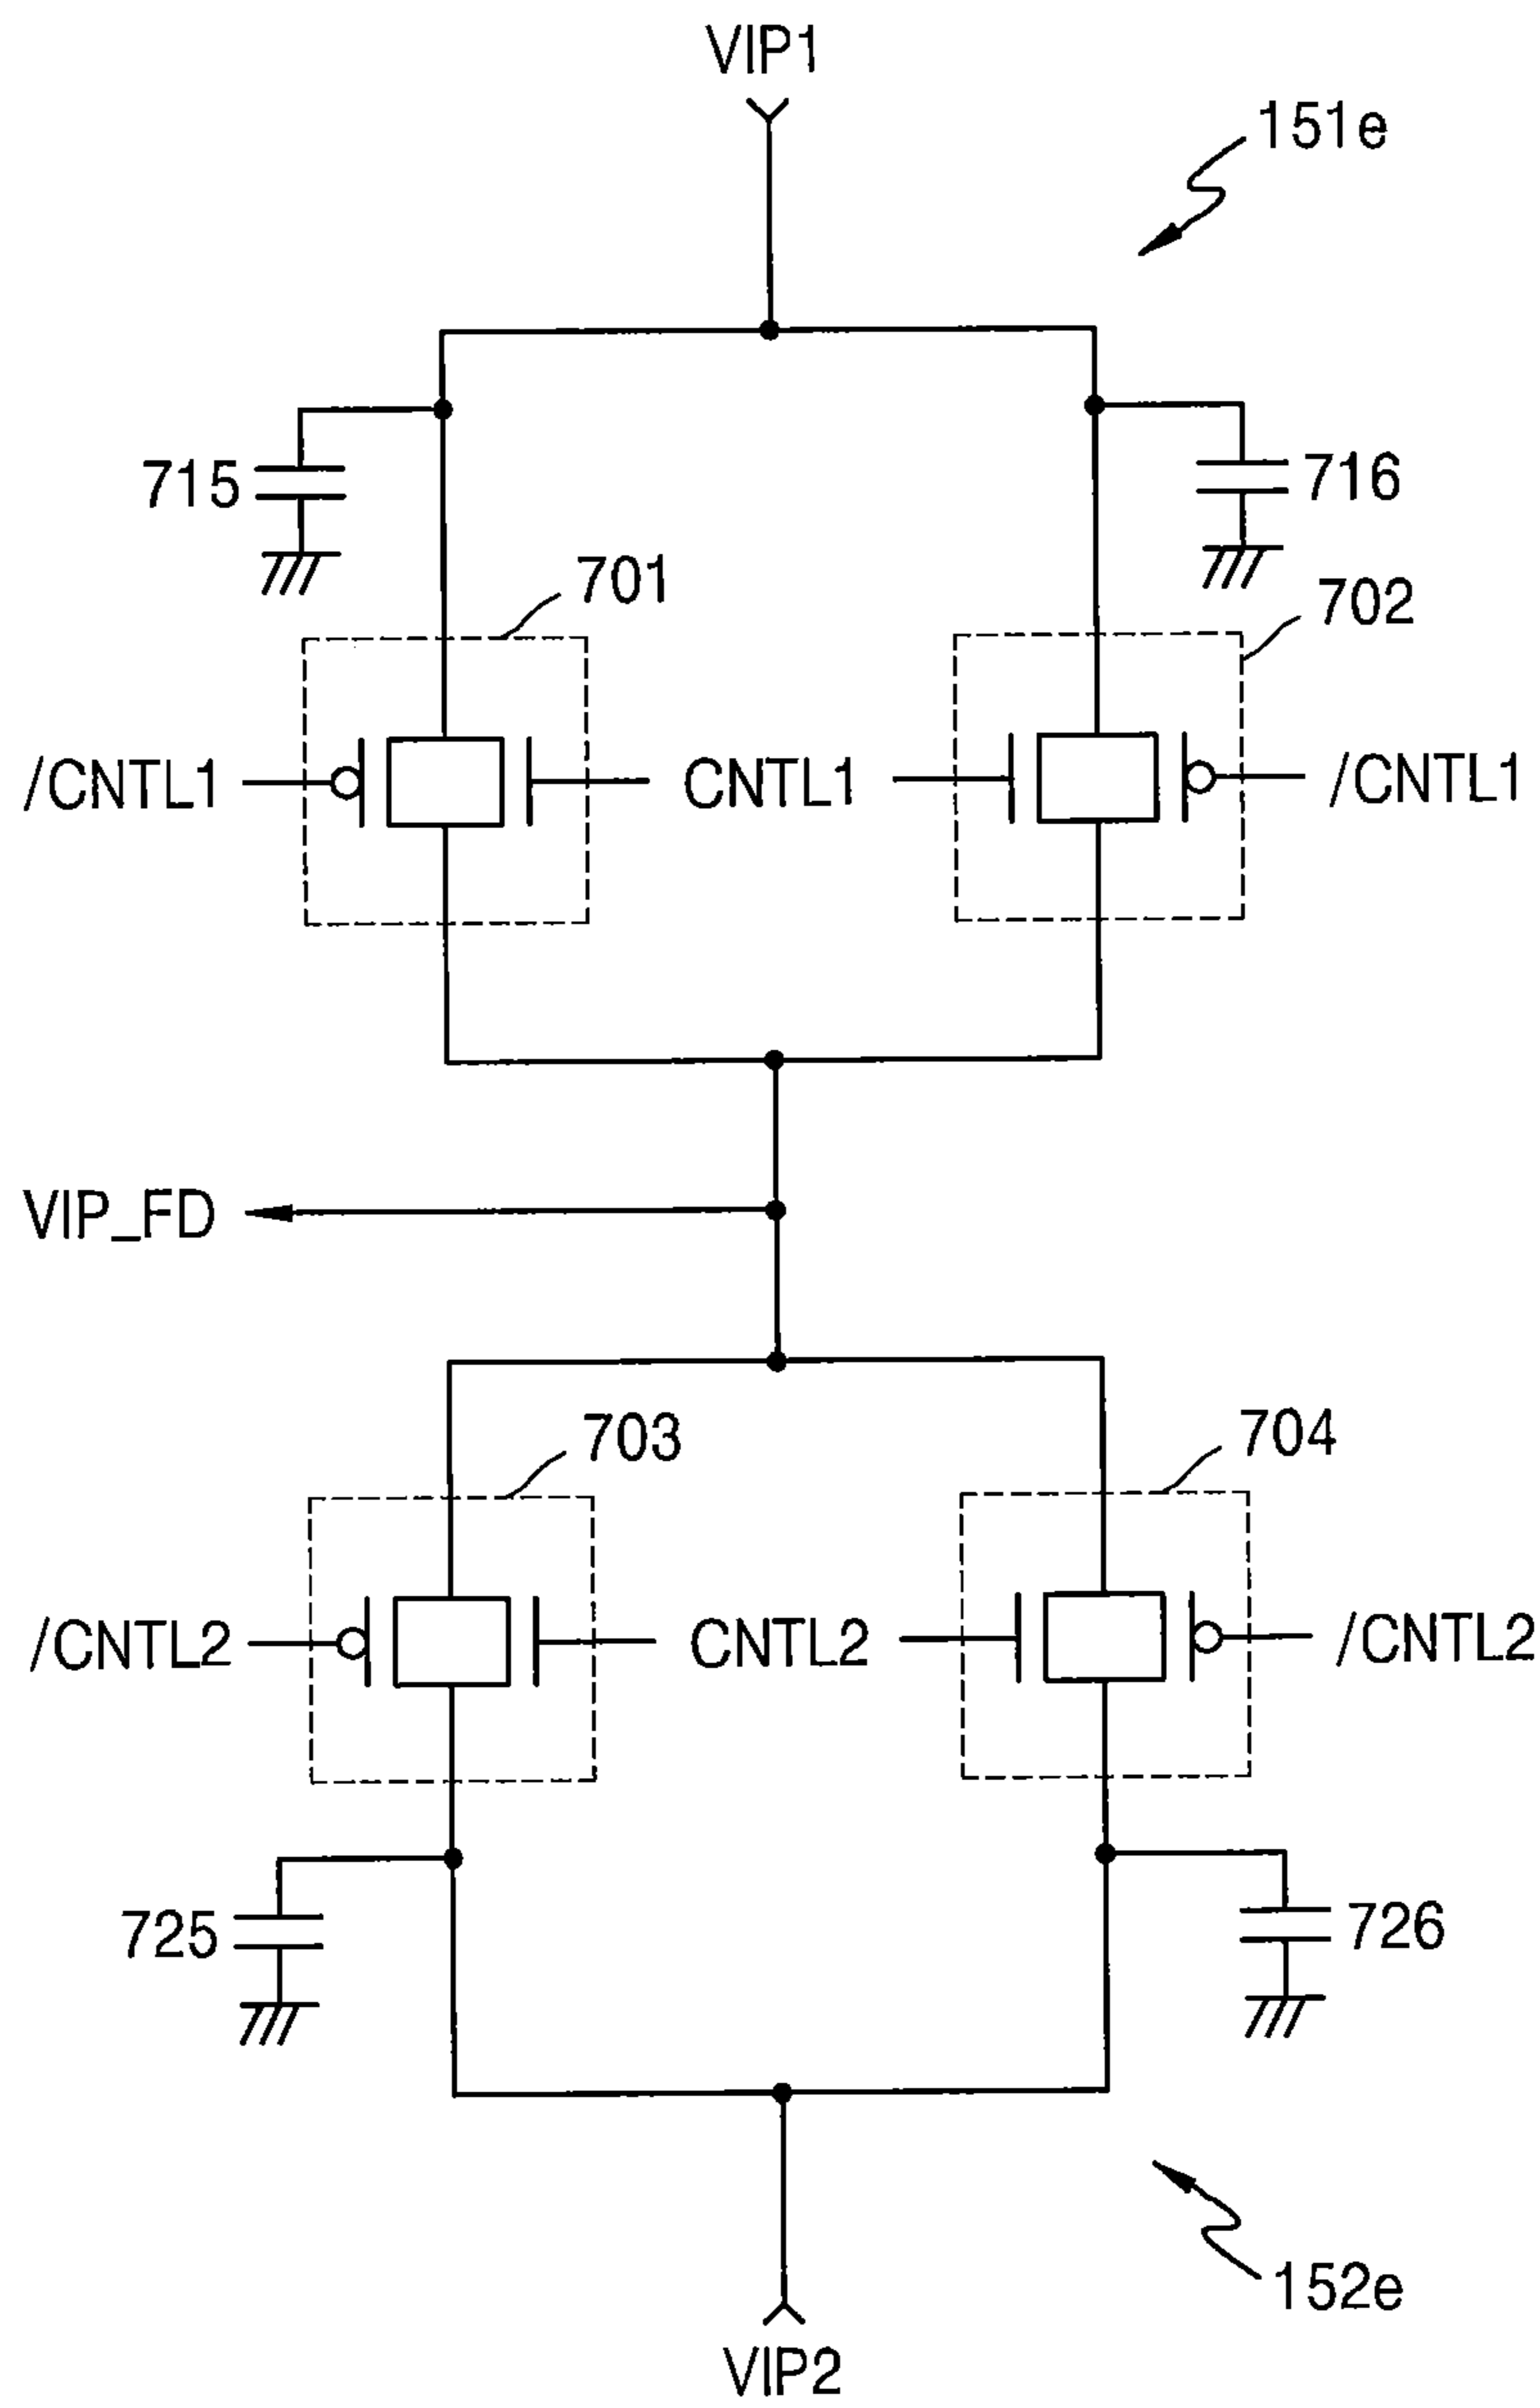 VIP1
151e
715
716
701
702
/CNTL1
CNTL1
/CNTL1
VIP_FD
703
704
/CNTL2
CNTL2
/CNTL2
725
726
152e
VIP2